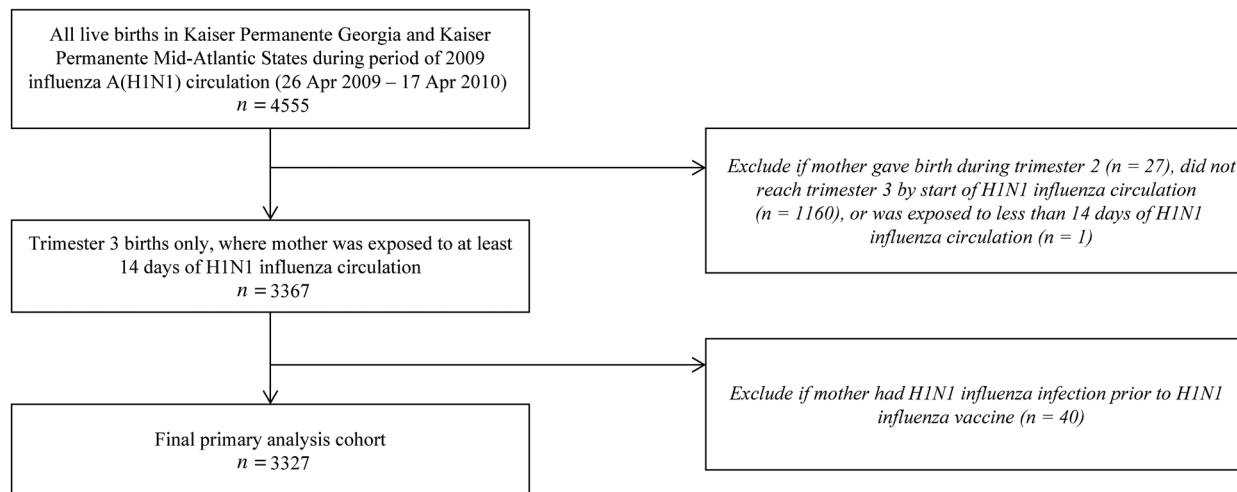 All live births in Kaiser Permanente Georgia and Kaiser
Permanente Mid-Atlantic States during period of 2009
influenza A(H1N1) circulation (26 Apr 2009 – 17 Apr 2010)
n = 4555
Exclude if mother gave birth during trimester 2 (n = 27), did not
reach trimester 3 by start of H1N1 influenza circulation
(n = 1160), or was exposed to less than 14 days of H1N1
influenza circulation (n = 1)
Trimester 3 births only, where mother was exposed to at least
14 days of H1N1 influenza circulation
n = 3367
Exclude if mother had H1N1 influenza infection prior to H1N1
influenza vaccine (n = 40)
Final primary analysis cohort
n = 3327